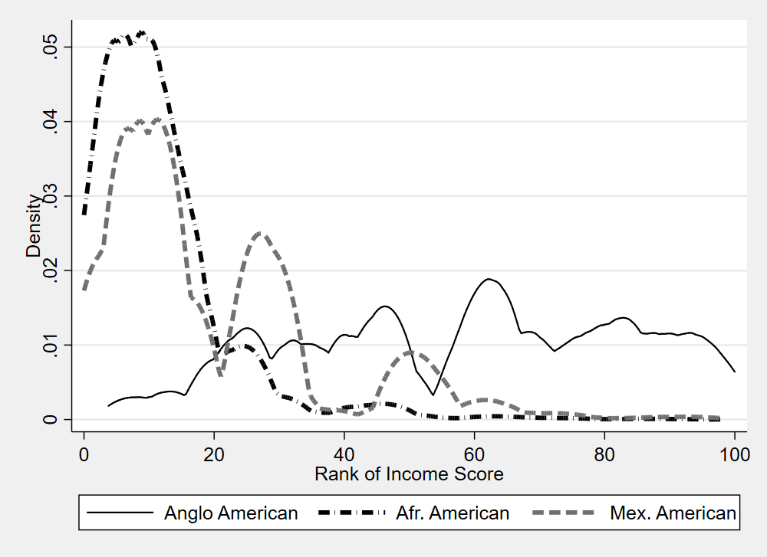 .05
.04
.03
Density
.02
.01
0
0 20 40 60 80 100
Rank of Income Score
Anglo American Afr. American Mex. American